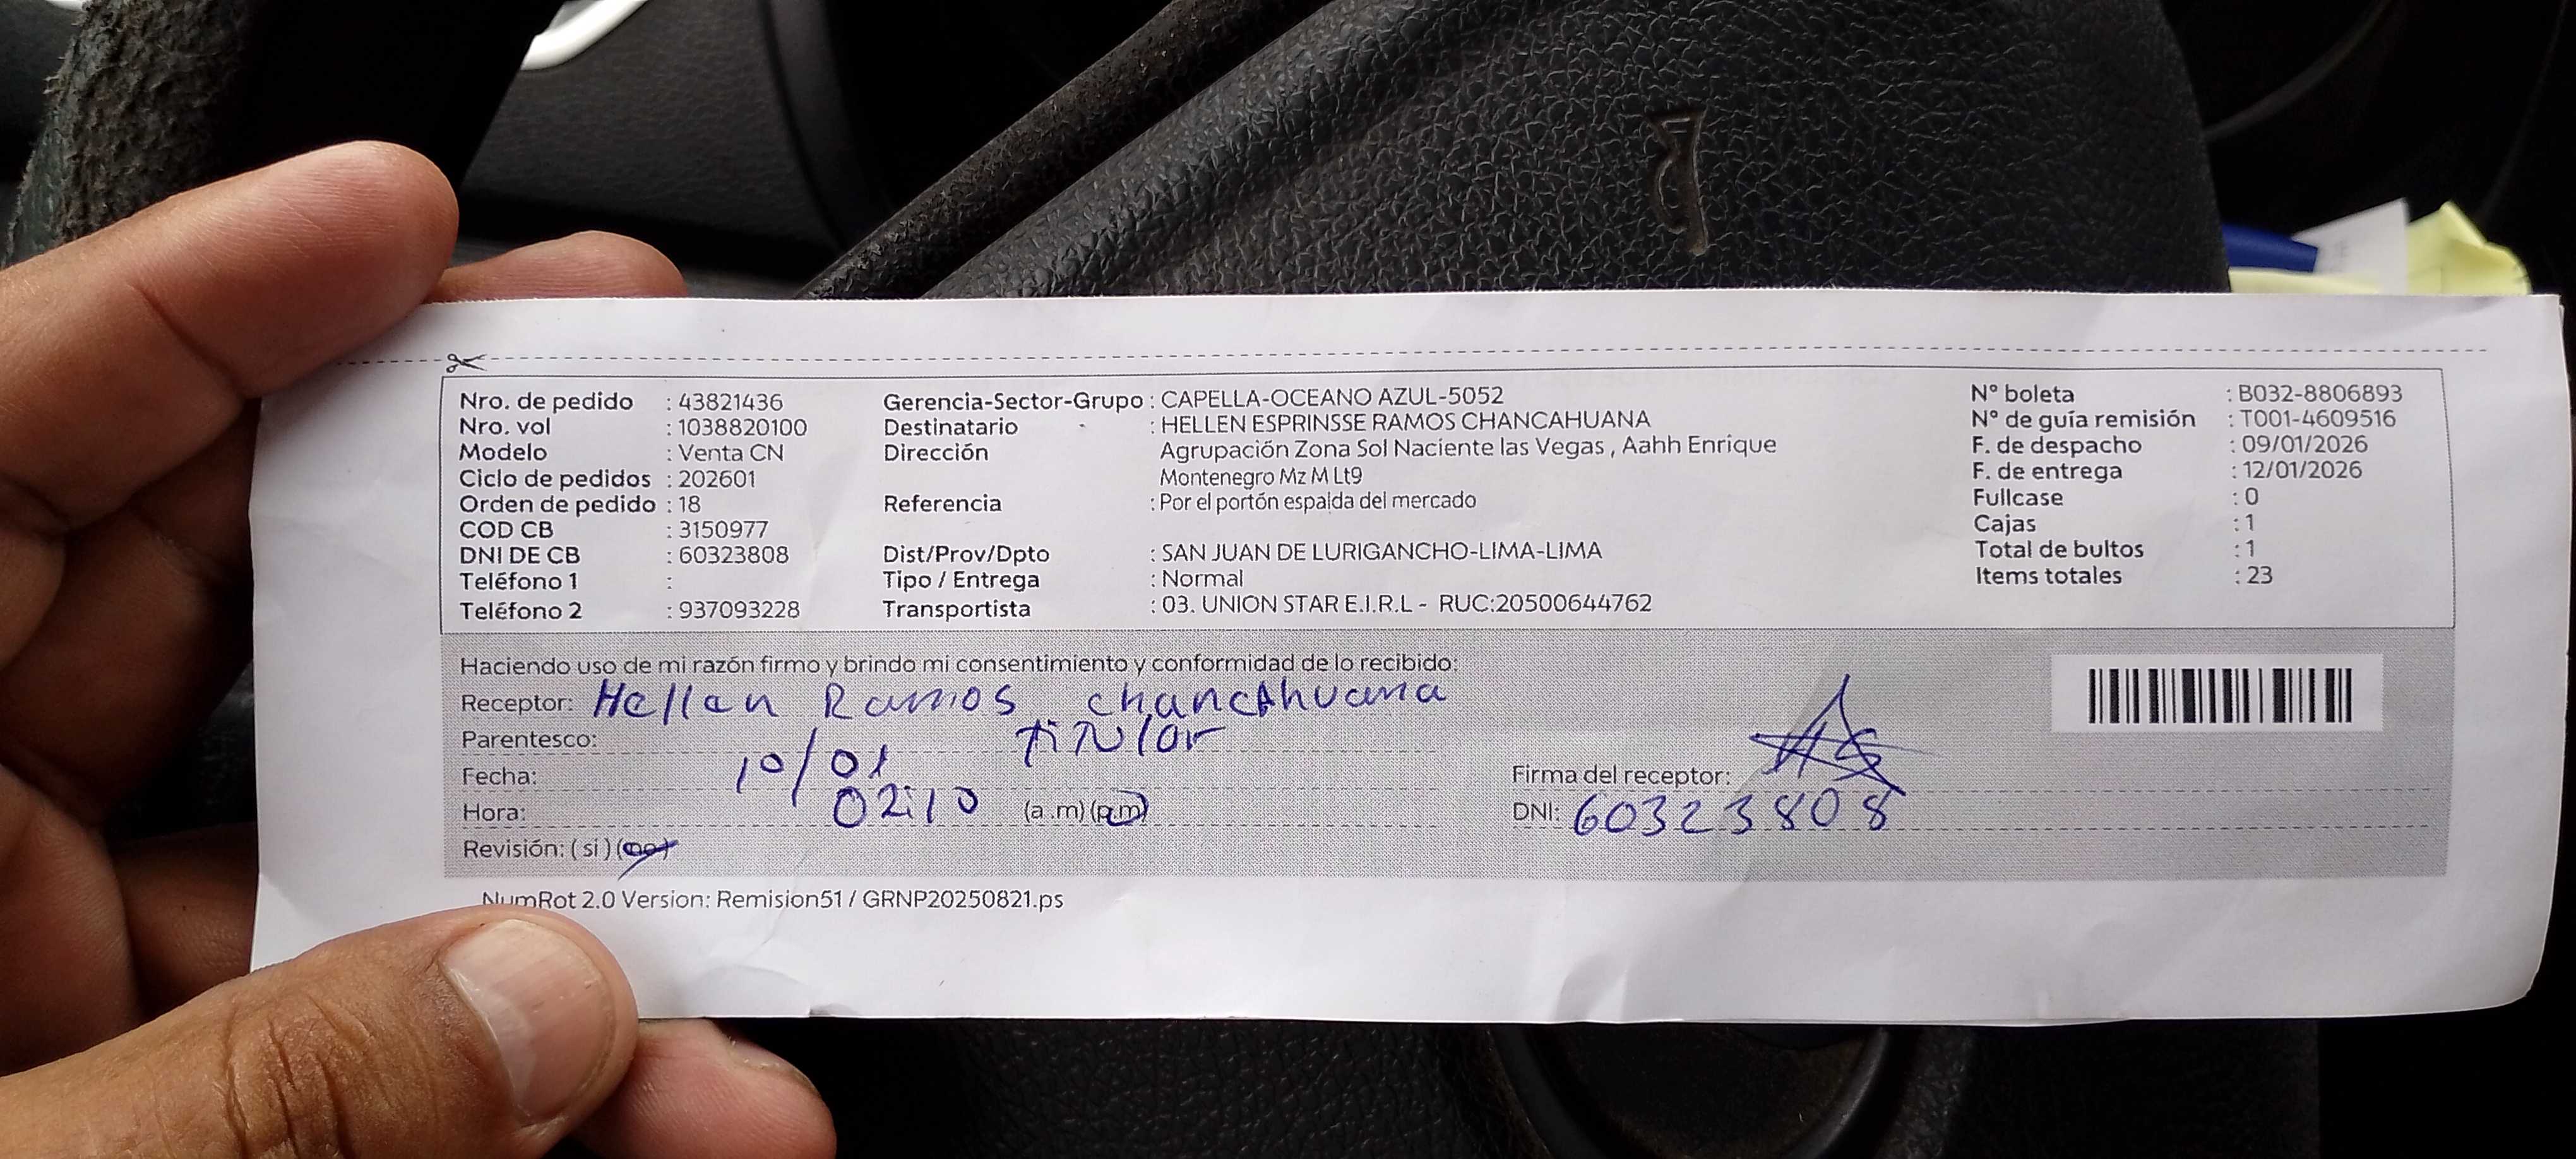 Nro. de pedido : 43821436
Nro. vol : 1038820100
Modelo : Venta CN
Ciclo de pedidos : 202601
Orden de pedido : 18
COD CB : 3150977
DNI DE CB : 60323808
Teléfono 1 :
Teléfono 2 : 937093228
Gerencia-Sector-Grupo : CAPELLA-OCEANO AZUL-5052
Destinatario : HELLEN ESPRINSSE RAMOS CHANCAHUANA
Dirección Agrupación Zona Sol Naciente las Vegas , Aahh Enrique
Montenegro Mz M Lt9
Referencia : Por el portón espalda del mercado
Dist/Prov/Dpto : SAN JUAN DE LURIGANCHO-LIMA-LIMA
Tipo / Entrega : Normal
Transportista : 03. UNION STAR E.I.R.L - RUC:20500644762
N° boleta : B032-8806893
N° de guía remisión : T001-4609516
F. de despacho : 09/01/2026
F. de entrega : 12/01/2026
Fullcase : 0
Cajas : 1
Total de bultos : 1
Items totales : 23
Haciendo uso de mi razón firmo y brindo mi consentimiento y conformidad de lo recibido:
Receptor: Hellan Ramos chancahuana
Parentesco: titular
Fecha: 10/01
Hora: 02:10 (a.m) (p.m)
Revisión: ( si ) (no)
Firma del receptor:
DNI: 60323808
NumRot 2.0 Version: Remision51 / GRNP20250821.ps